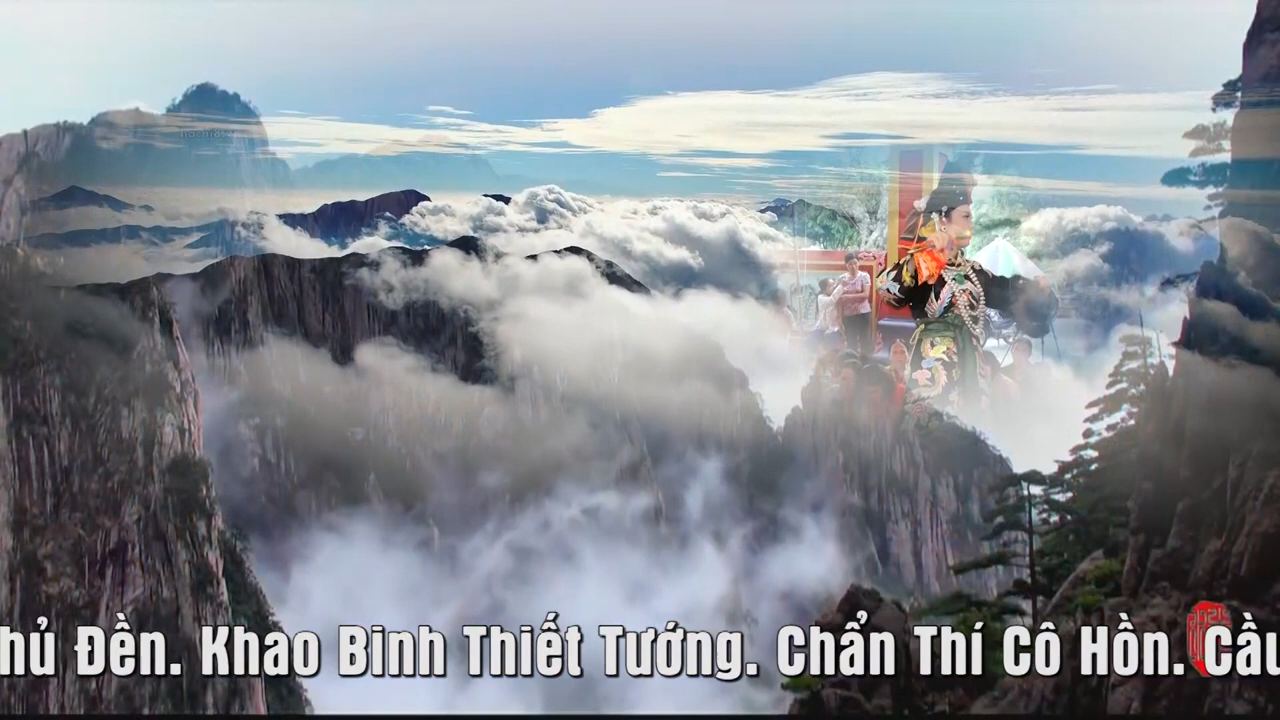 hủ Đền. Khao Binh Thiết Tướng. Chẩn Thí Cô Hồn. Cầu